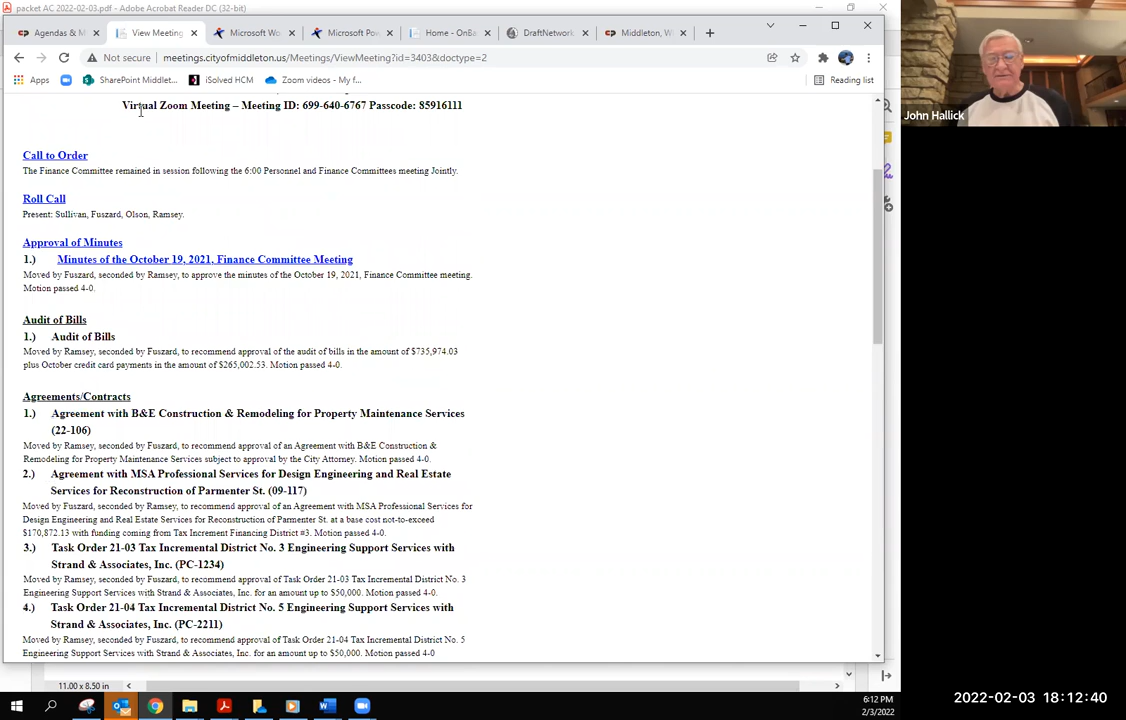 packet AC 2022-02-03.pdf - Adobe Acrobat Reader DC (32-bit)
Agendas & M
View Meeting
Microsoft Wo
Microsoft Pow
Home - OnBa
DraftNetwork
Middleton, W
Not secure
meetings.cityofmiddleton.us/Meetings/ViewMeeting?id=3403&doctype=2
Apps
SharePoint Middlet...
iSolved HCM
Zoom videos - My f...
Reading list
Virtual Zoom Meeting – Meeting ID: 699-640-6767 Passcode: 85916111
Call to Order
The Finance Committee remained in session following the 6:00 Personnel and Finance Committees meeting Jointly.
Roll Call
Present: Sullivan, Fuszard, Olson, Ramsey.
Approval of Minutes
1.) Minutes of the October 19, 2021, Finance Committee Meeting
Moved by Fuszard, seconded by Ramsey, to approve the minutes of the October 19, 2021, Finance Committee meeting.
Motion passed 4-0.
Audit of Bills
1.) Audit of Bills
Moved by Ramsey, seconded by Fuszard, to recommend approval of the audit of bills in the amount of $735,974.03
plus October credit card payments in the amount of $265,002.53. Motion passed 4-0.
Agreements/Contracts
1.) Agreement with B&E Construction & Remodeling for Property Maintenance Services
(22-106)
Moved by Ramsey, seconded by Fuszard, to recommend approval of an Agreement with B&E Construction &
Remodeling for Property Maintenance Services subject to approval by the City Attorney. Motion passed 4-0.
2.) Agreement with MSA Professional Services for Design Engineering and Real Estate
Services for Reconstruction of Parmenter St. (09-117)
Moved by Fuszard, seconded by Ramsey, to recommend approval of an Agreement with MSA Professional Services for
Design Engineering and Real Estate Services for Reconstruction of Parmenter St. at a base cost not-to-exceed
$170,872.13 with funding coming from Tax Increment Financing District #3. Motion passed 4-0.
3.) Task Order 21-03 Tax Incremental District No. 3 Engineering Support Services with
Strand & Associates, Inc. (PC-1234)
Moved by Ramsey, seconded by Fuszard, to recommend approval of Task Order 21-03 Tax Incremental District No. 3
Engineering Support Services with Strand & Associates, Inc. for an amount up to $50,000. Motion passed 4-0.
4.) Task Order 21-04 Tax Incremental District No. 5 Engineering Support Services with
Strand & Associates, Inc. (PC-2211)
Moved by Ramsey, seconded by Fuszard, to recommend approval of Task Order 21-04 Tax Incremental District No. 5
Engineering Support Services with Strand & Associates, Inc. for an amount up to $50,000. Motion passed 4-0
11.00 x 8.50 in
6:12 PM
2/3/2022
John Hallick
2022-02-03 18:12:40